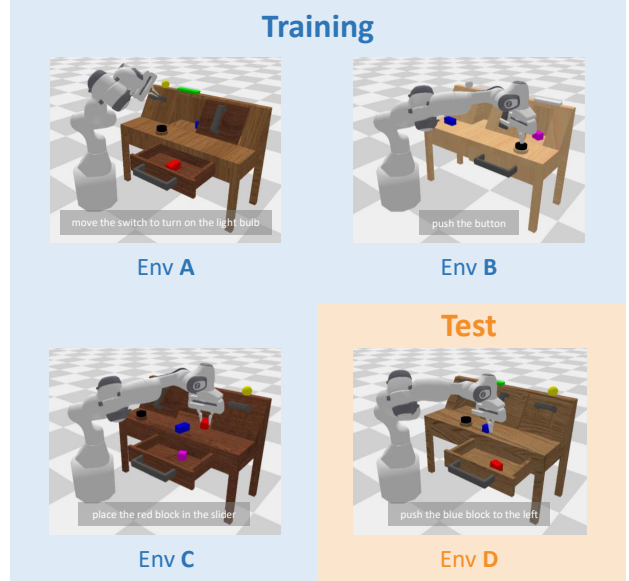 Training
move the switch to turn on the light bulb
push the button
Env A
Env B
Test
place the red block in the slider
push the blue block to the left
Env C
Env D